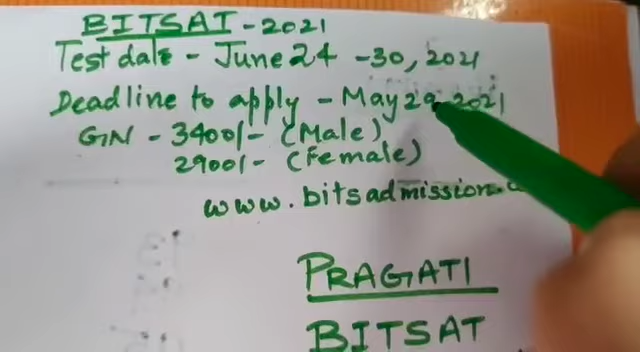 BITSAT - 2021
Test date - June 24 - 30, 2021
Deadline to apply - May 29, 2021
GEN - 3400/- (Male)
2900/- (Female)
www.bitsadmission.
PRAGATI
BITSAT